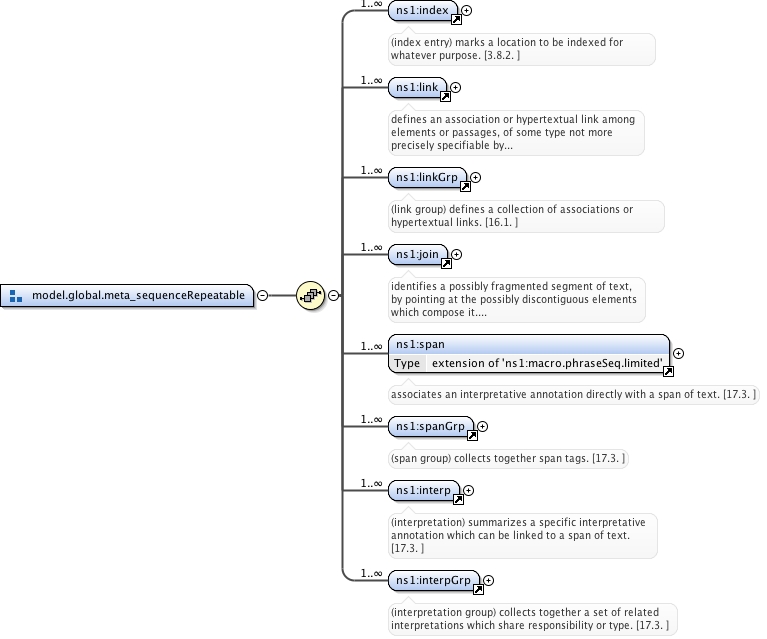 1..∞
ns1:index
(index entry) marks a location to be indexed for
whatever purpose. [3.8.2. ]
1..∞
ns1:link
defines an association or hypertextual link among
elements or passages, of some type not more
precisely specifiable by...
1..∞
ns1:linkGrp
(link group) defines a collection of associations or
hypertextual links. [16.1. ]
1..∞
ns1:join
model.global.meta_sequenceRepeatable
identifies a possibly fragmented segment of text,
by pointing at the possibly discontiguous elements
which compose it....
1..∞
ns1:span
Type extension of 'ns1:macro.phraseSeq.limited'
associates an interpretative annotation directly with a span of text. [17.3. ]
1..∞
ns1:spanGrp
(span group) collects together span tags. [17.3. ]
1..∞
ns1:interp
(interpretation) summarizes a specific interpretative
annotation which can be linked to a span of text.
[17.3. ]
1..∞
ns1:interpGrp
(interpretation group) collects together a set of related
interpretations which share responsibility or type. [17.3. ]